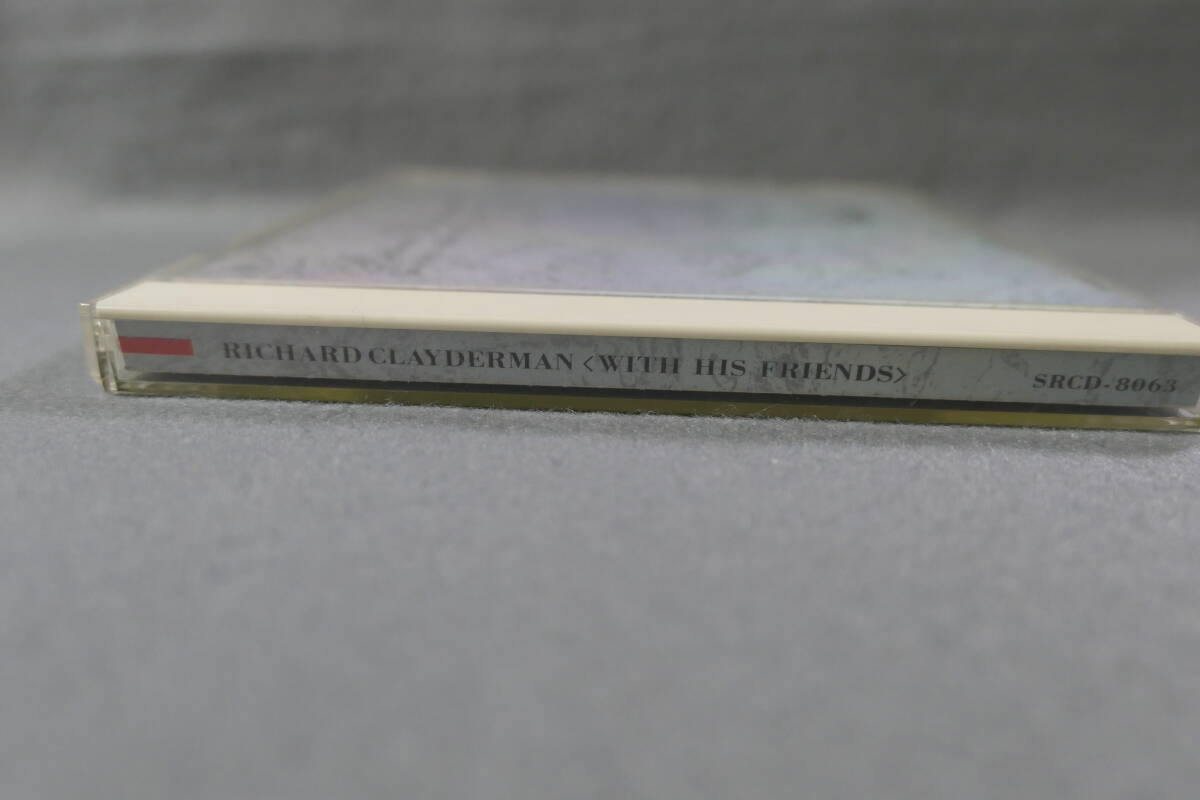 RICHARD CLAYDERMAN <WITH HIS FRIENDS> SRCD-8063